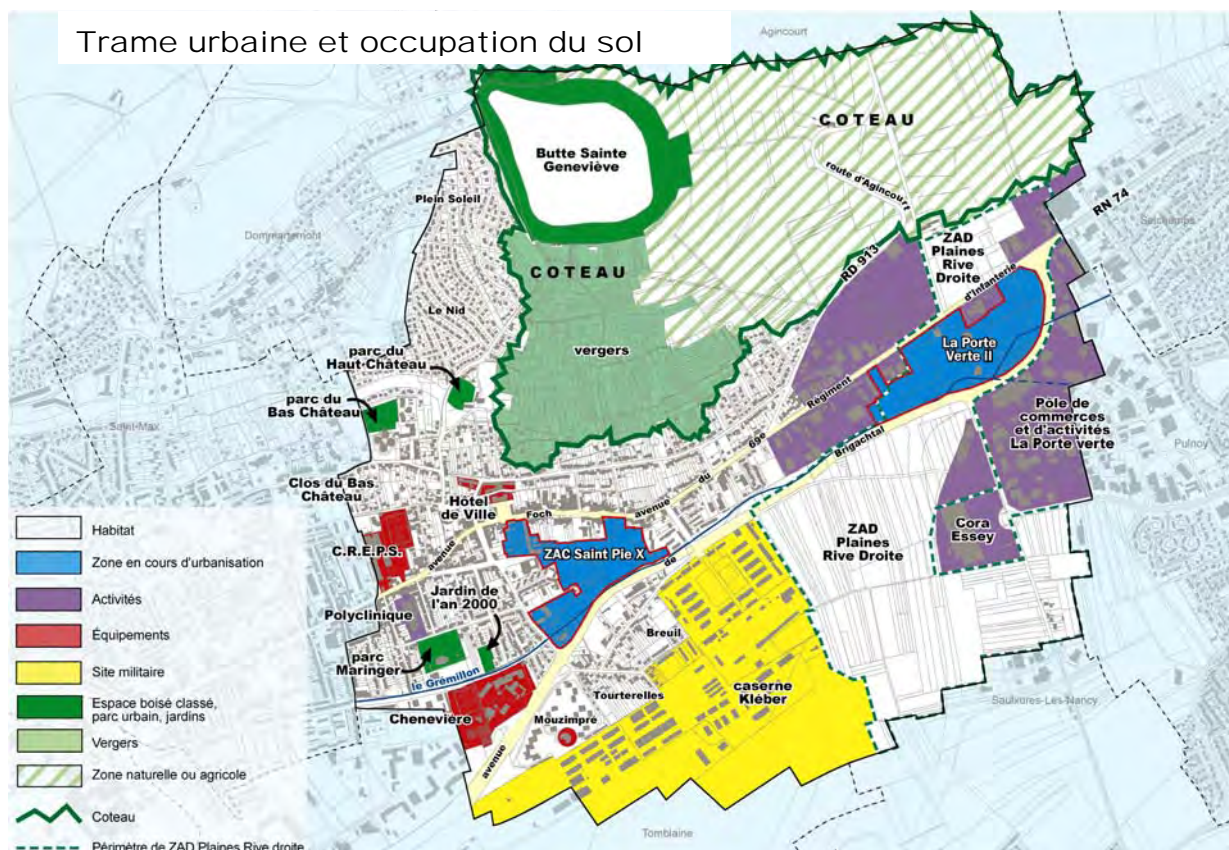 Trame urbaine et occupation du sol
Agincourt
COTEAU
Butte Sainte
Geneviève
route d'Agincourt
Plein Soleil
RN 74
Seichamps
Dommartemont
COTEAU
RD 913
ZAD
Plaines
Rive
Droite
d'Infanterie
Le Nid
La Porte
Verte II
parc du
Haut-Château
vergers
parc du
Bas Château
Régiment
Pôle de
commerces
et d'activités
La Porte verte
Saint-Max
Brigachtal
Pulnoy
69e
du
Clos du Bas
Château
Hôtel
de Ville
avenue
Foch
avenue
C.R.E.P.S.
ZAC Saint Pie X
de
ZAD
Plaines
Rive Droite
Cora
Essey
Jardin de
l'an 2000
Polyclinique
Breuil
parc
Maringer
le Grémillon
Tourterelles
caserne
Kléber
Saulxures-Les-Nancy
Chenevière
Mouzimpré
avenue
Tomblaine
Habitat
Zone en cours d'urbanisation
Activités
Équipements
Site militaire
Espace boisé classé,
parc urbain, jardins
Vergers
Zone naturelle ou agricole
Coteau
Périmètre de ZAD Plaines Rive droite